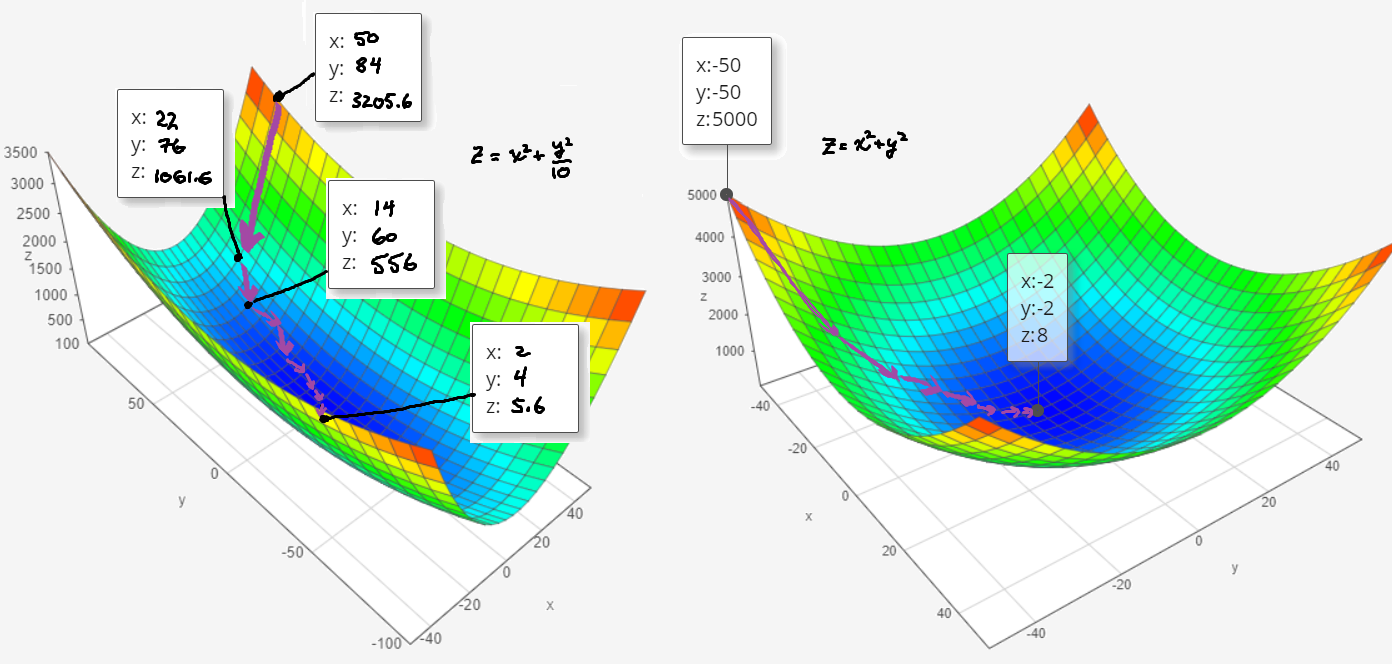 x: 50
y: 84
z: 3205.6
x: 22
y: 76
z: 1061.6
z = x² + y²/10
x: 14
y: 60
z: 556
x: 2
y: 4
z: 5.6
3500
3000
2500
2000
z
1500
1000
500
100
50
0
y
-50
-100
-40
-20
0
20
40
x
x:-50
y:-50
z:5000
z = x²+y²
x:-2
y:-2
z:8
5000
4000
3000
z
2000
1000
-40
-20
0
x
20
40
-40
-20
0
20
40
y